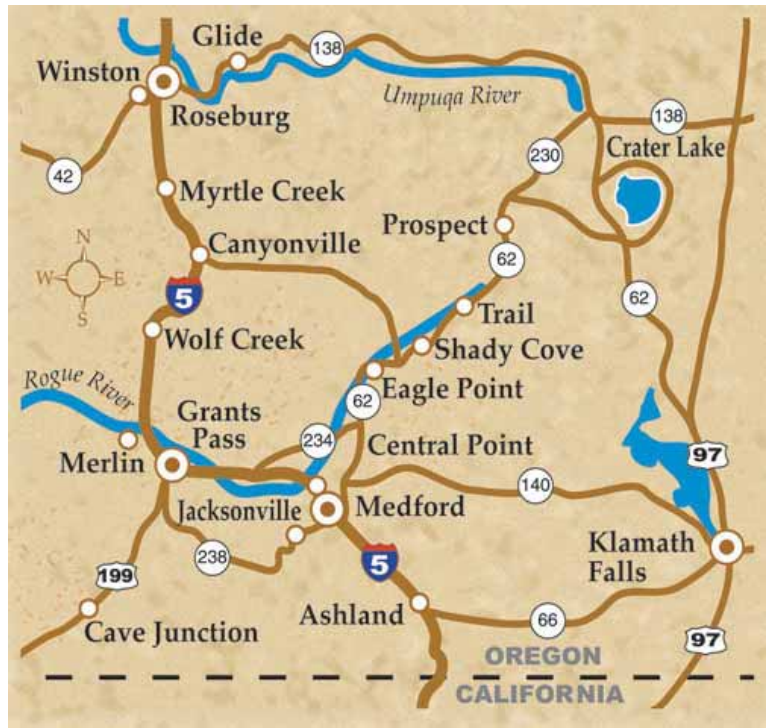 Glide
138
Winston
Roseburg
Umpuqa River
138
Crater Lake
230
42
Myrtle Creek
Prospect
N
W E
S
Canyonville
62
62
5
Trail
Wolf Creek
Shady Cove
Rogue River
Eagle Point
62
Grants
Pass
234
Central Point
97
Merlin
140
Jacksonville
Medford
Klamath
Falls
238
5
199
Ashland
Cave Junction
66
97
OREGON
CALIFORNIA